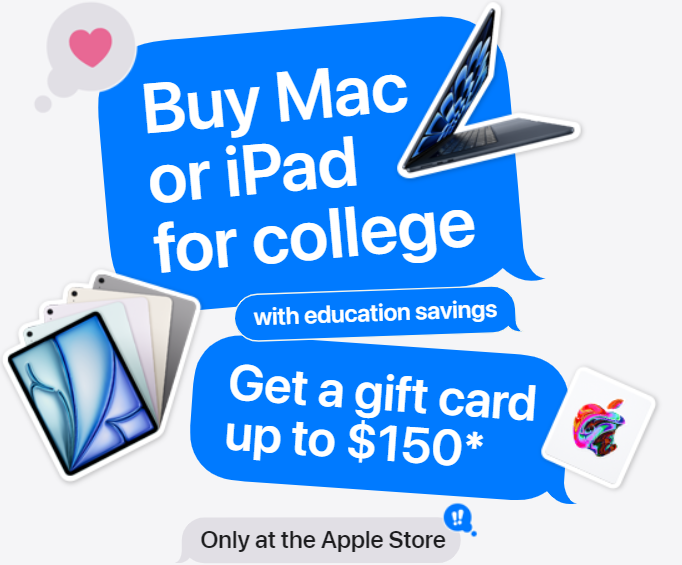 Buy Mac
or iPad
for college
with education savings
Get a gift card
up to $150*
!!
Only at the Apple Store